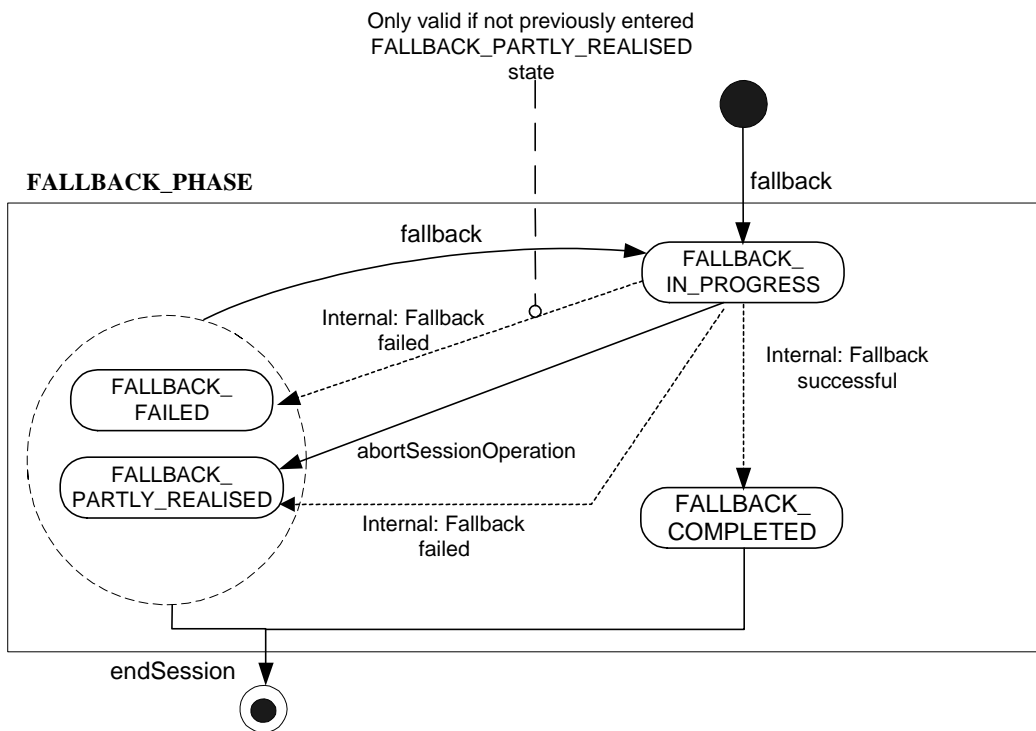 Only valid if not previously entered
FALLBACK_PARTLY_REALISED
state
fallback
FALLBACK_PHASE
fallback
FALLBACK_
IN_PROGRESS
Internal: Fallback
failed
Internal: Fallback
successful
FALLBACK_
FAILED
abortSessionOperation
FALLBACK_
PARTLY_REALISED
FALLBACK_
COMPLETED
Internal: Fallback
failed
endSession